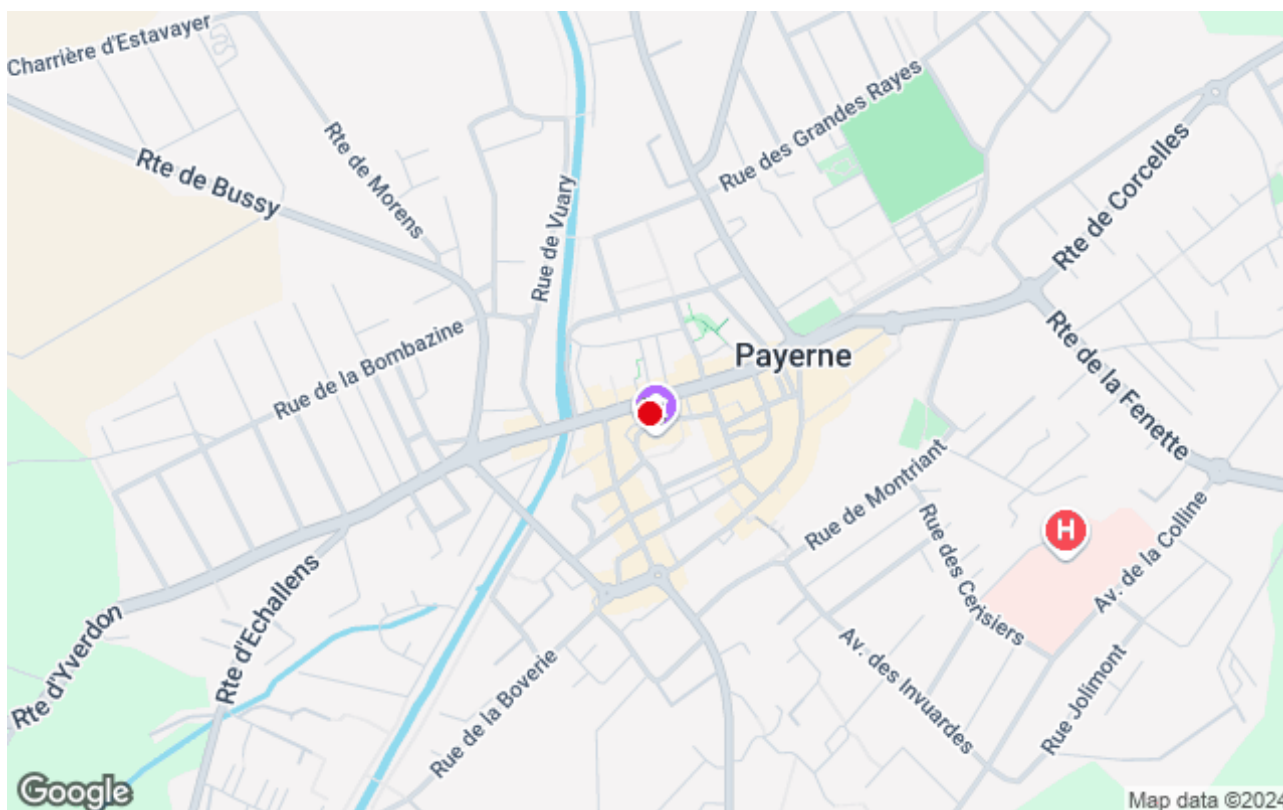 Charrière d'Estavayer
Rte de Morens
Rte de Bussy
Rue de Vuary
Rue des Grandes Rayes
Rte de Corcelles
Rue de la Bombazine
Payerne
Rte de la Fenette
Rue de Montriant
H
Rue des Cerisiers
Av. de la Colline
Rte d'Echallens
Rte d'Yverdon
Rue de la Boverie
Av. des Invuardes
Rue Jolimont
Google
Map data ©2024